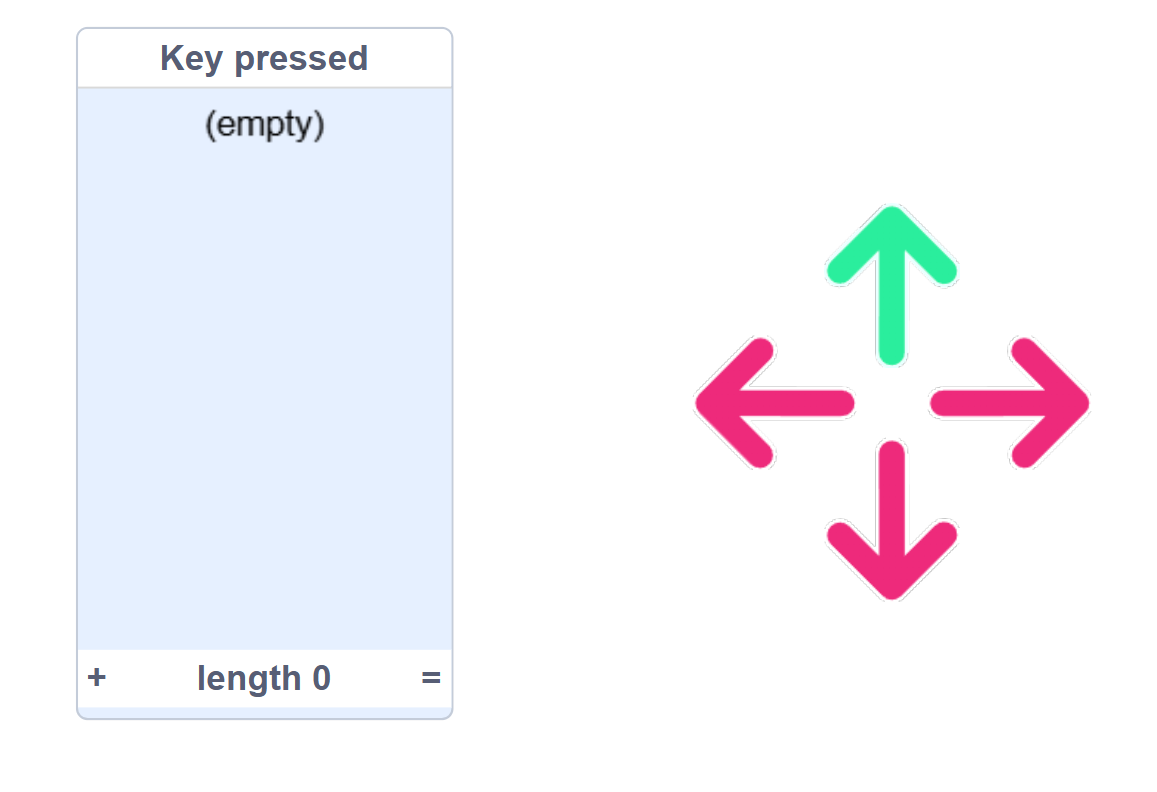 Key pressed
(empty)
+ length 0 =